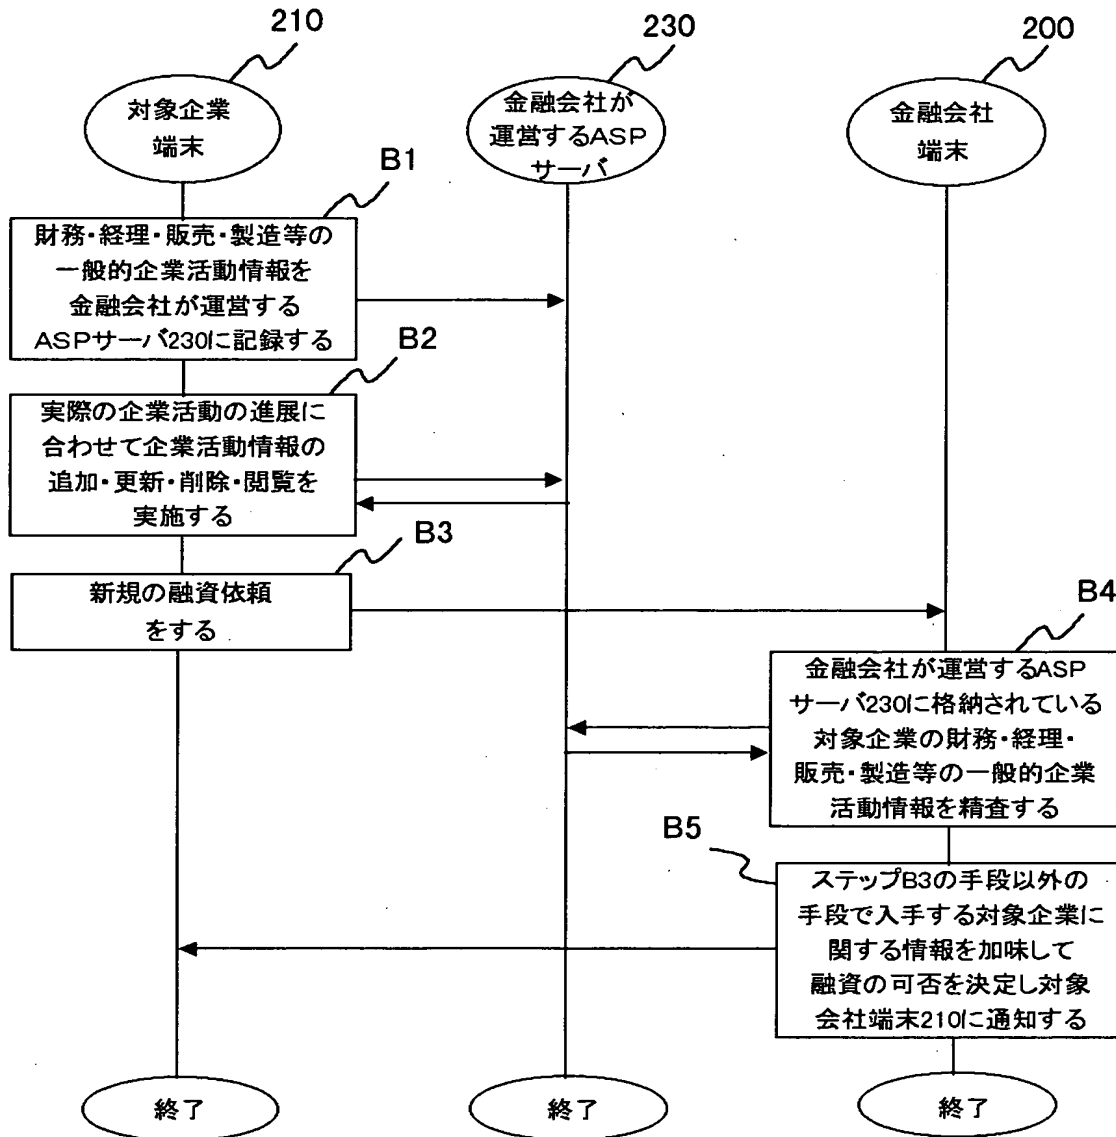 210
230
200
対象企業
端末
金融会社が
運営するASP
サーバ
金融会社
端末
B1
財務・経理・販売・製造等の
一般的企業活動情報を
金融会社が運営する
ASPサーバ230に記録する
B2
実際の企業活動の進展に
合わせて企業活動情報の
追加・更新・削除・閲覧を
実施する
B3
新規の融資依頼
をする
B4
金融会社が運営するASP
サーバ230に格納されている
対象企業の財務・経理・
販売・製造等の一般的企業
活動情報を精査する
B5
ステップB3の手段以外の
手段で入手する対象企業に
関する情報を加味して
融資の可否を決定し対象
会社端末210に通知する
終了
終了
終了